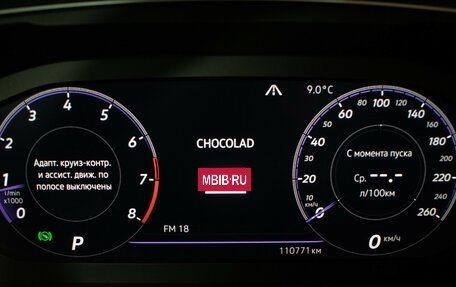 9.0°C
1 2 3 4 5 6 7 8
1/min
x1000
0
Адапт. круиз-контр.
и ассист. движ. по
полосе выключены
P
CHOCOLAD
MBIB.RU
FM 18
110771 км
0 20 40 60 80 100 120 140 160 180 200 220 240 260
км/ч
С момента пуска
Ср. --‒.-
л/100км
0 км/ч